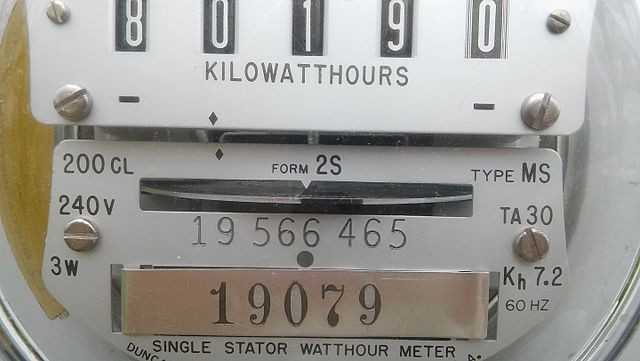 8 0 1 9 0
KILOWATTHOURS
200 CL
FORM 2S
TYPE MS
240 V
TA 30
19 566 465
3W
Kh 7.2
19079
60 HZ
SINGLE STATOR WATTHOUR METER